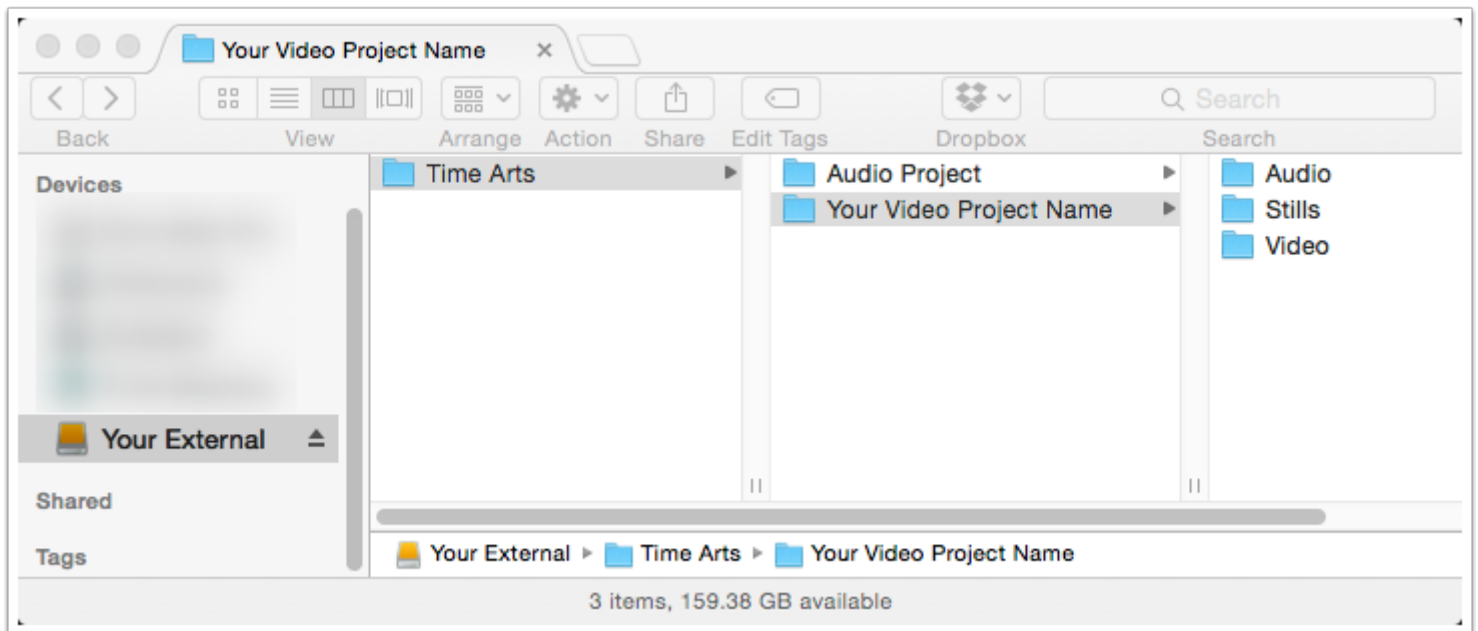 Your Video Project Name
Search
Back View Arrange Action Share Edit Tags Dropbox Search
Devices
Your External
Shared
Tags
Time Arts
Audio Project
Your Video Project Name
Audio
Stills
Video
Your External Time Arts Your Video Project Name
3 items, 159.38 GB available